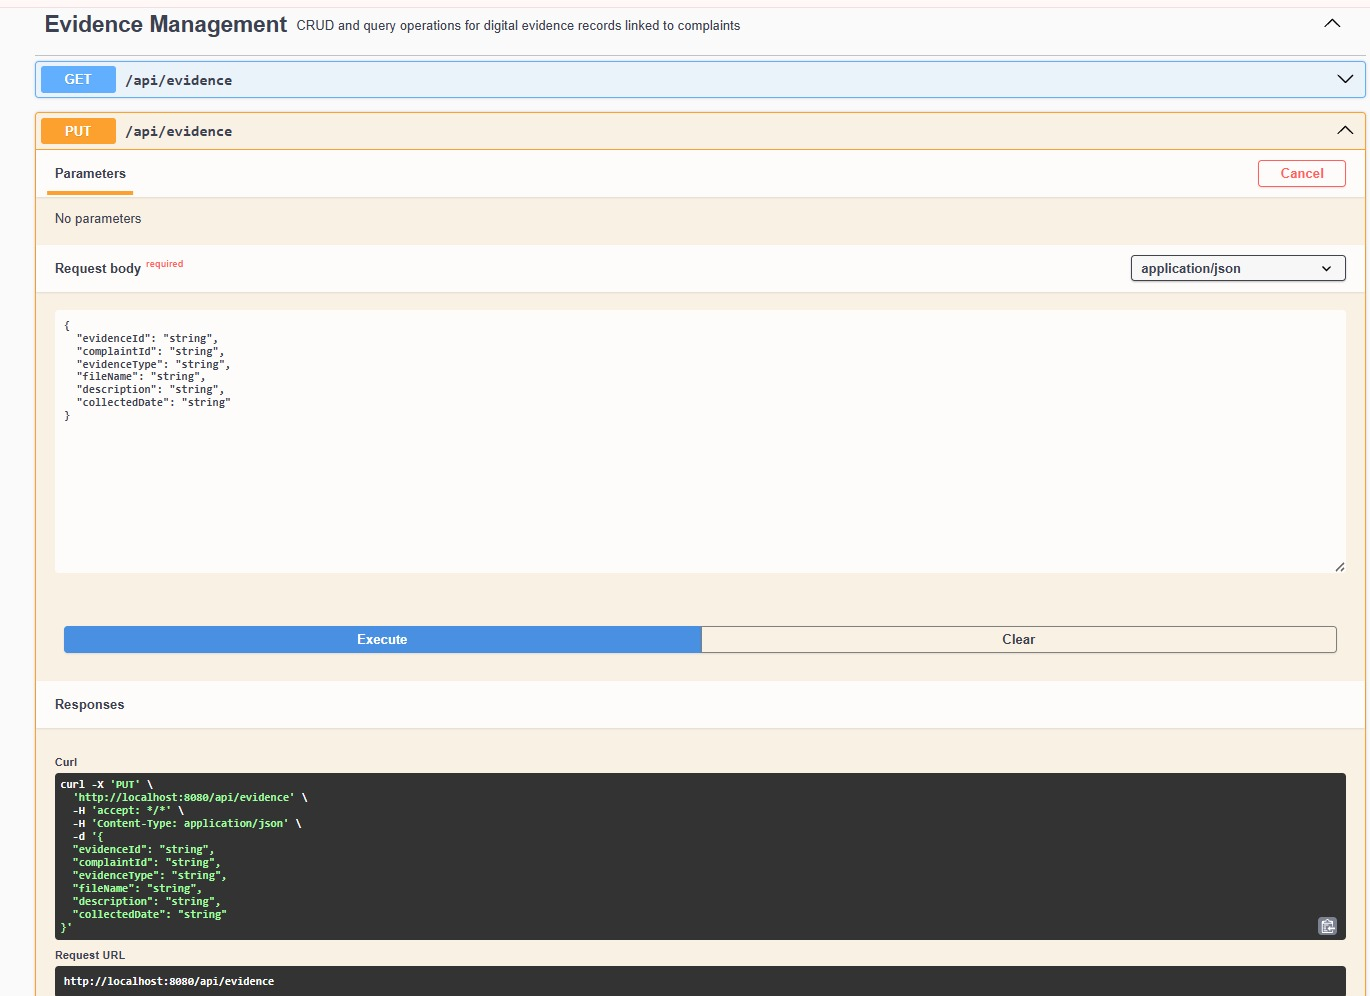 Evidence Management CRUD and query operations for digital evidence records linked to complaints
GET /api/evidence
PUT /api/evidence
Parameters
Cancel
No parameters
Request body required
application/json
{
  "evidenceId": "string",
  "complaintId": "string",
  "evidenceType": "string",
  "fileName": "string",
  "description": "string",
  "collectedDate": "string"
}
Execute
Clear
Responses
Curl
curl -X 'PUT' \
  'http://localhost:8080/api/evidence' \
  -H 'accept: */*' \
  -H 'Content-Type: application/json' \
  -d '{
  "evidenceId": "string",
  "complaintId": "string",
  "evidenceType": "string",
  "fileName": "string",
  "description": "string",
  "collectedDate": "string"
}'
Request URL
http://localhost:8080/api/evidence